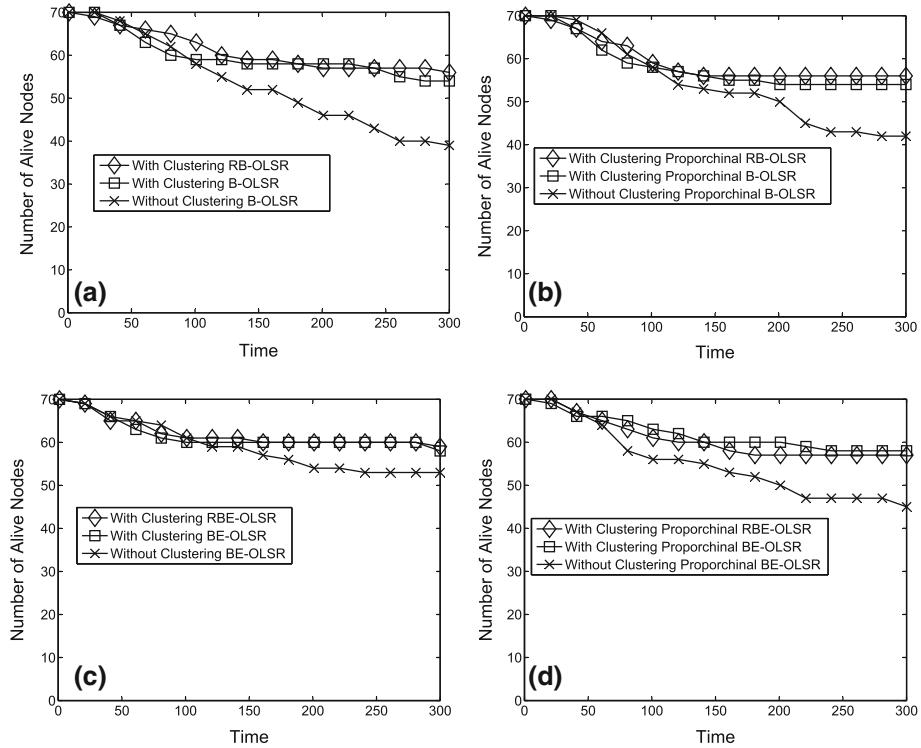 70
60
50
40
30
20
10
0
Number of Alive Nodes
With Clustering RB-OLSR
With Clustering B-OLSR
Without Clustering B-OLSR
(a)
0 50 100 150 200 250 300
Time
70
60
50
40
30
20
10
0
Number of Alive Nodes
With Clustering Proporchinal RB-OLSR
With Clustering Proporchinal B-OLSR
Without Clustering Proporchinal B-OLSR
(b)
0 50 100 150 200 250 300
Time
70
60
50
40
30
20
10
0
Number of Alive Nodes
With Clustering RBE-OLSR
With Clustering BE-OLSR
Without Clustering BE-OLSR
(c)
0 50 100 150 200 250 300
Time
70
60
50
40
30
20
10
0
Number of Alive Nodes
With Clustering Proporchinal RBE-OLSR
With Clustering Proporchinal BE-OLSR
Without Clustering Proporchinal BE-OLSR
(d)
0 50 100 150 200 250 300
Time